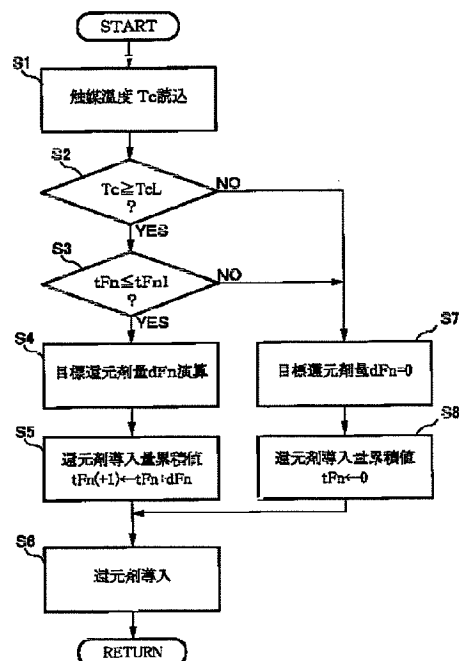 START
S1
触媒温度 Tc読込
S2
Tc≧TcL
?
NO
YES
S3
tFn≦tFn1
?
NO
YES
S4
目標還元剤量dFn演算
S7
目標還元剤量dFn=0
S5
還元剤導入量累積値
tFn(+1)←tFn+dFn
S8
還元剤導入量累積値
tFn←0
S6
還元剤導入
RETURN